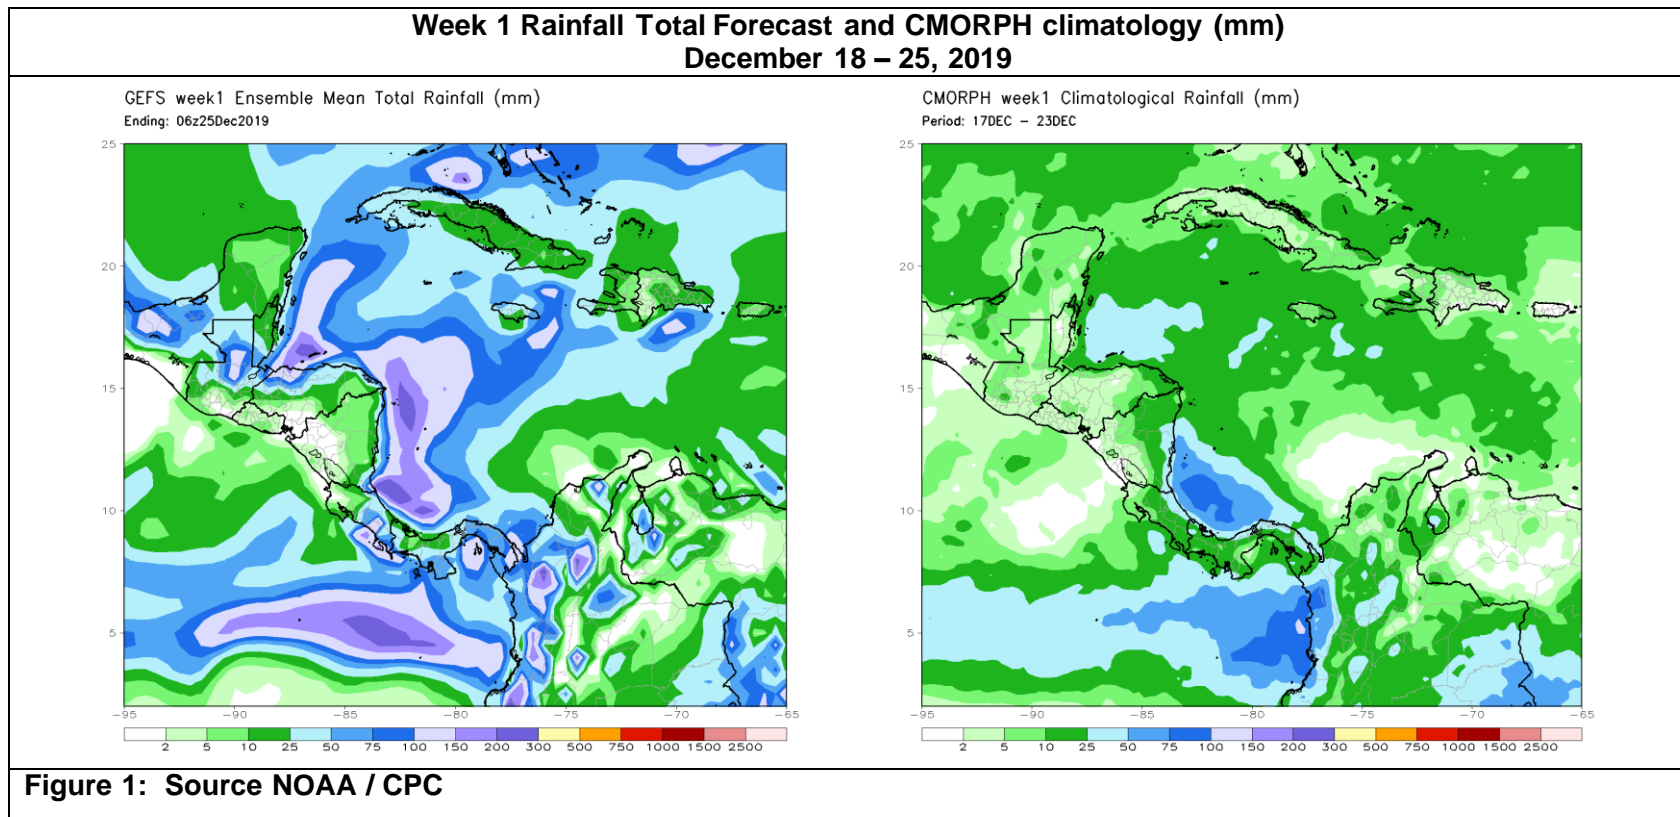 Week 1 Rainfall Total Forecast and CMORPH climatology (mm)
December 18 – 25, 2019
GEFS week1 Ensemble Mean Total Rainfall (mm)
Ending: 06z25Dec2019
CMORPH week1 Climatological Rainfall (mm)
Period: 17DEC – 23DEC
25
20
15
10
5
-95 -90 -85 -80 -75 -70 -65
2 5 10 25 50 75 100 150 200 300 500 750 1000 1500 2500
25
20
15
10
5
-95 -90 -85 -80 -75 -70 -65
2 5 10 25 50 75 100 150 200 300 500 750 1000 1500 2500
Figure 1: Source NOAA / CPC